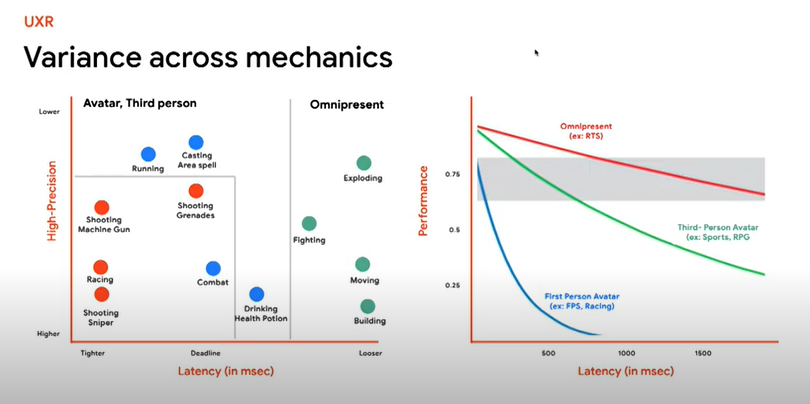 UXR
Variance across mechanics
Avatar, Third person
Omnipresent
Lower
High-Precision
Higher
Running
Casting
Area spell
Exploding
Shooting
Machine Gun
Shooting
Grenades
Fighting
Racing
Combat
Moving
Shooting
Sniper
Drinking
Health Potion
Building
Tighter
Deadline
Looser
Latency (in msec)
Performance
0.75
0.5
0.25
Omnipresent
(ex: RTS)
Third- Person Avatar
(ex: Sports, RPG
First Person Avatar
(ex: FPS, Racing)
500
1000
1500
Latency (in msec)